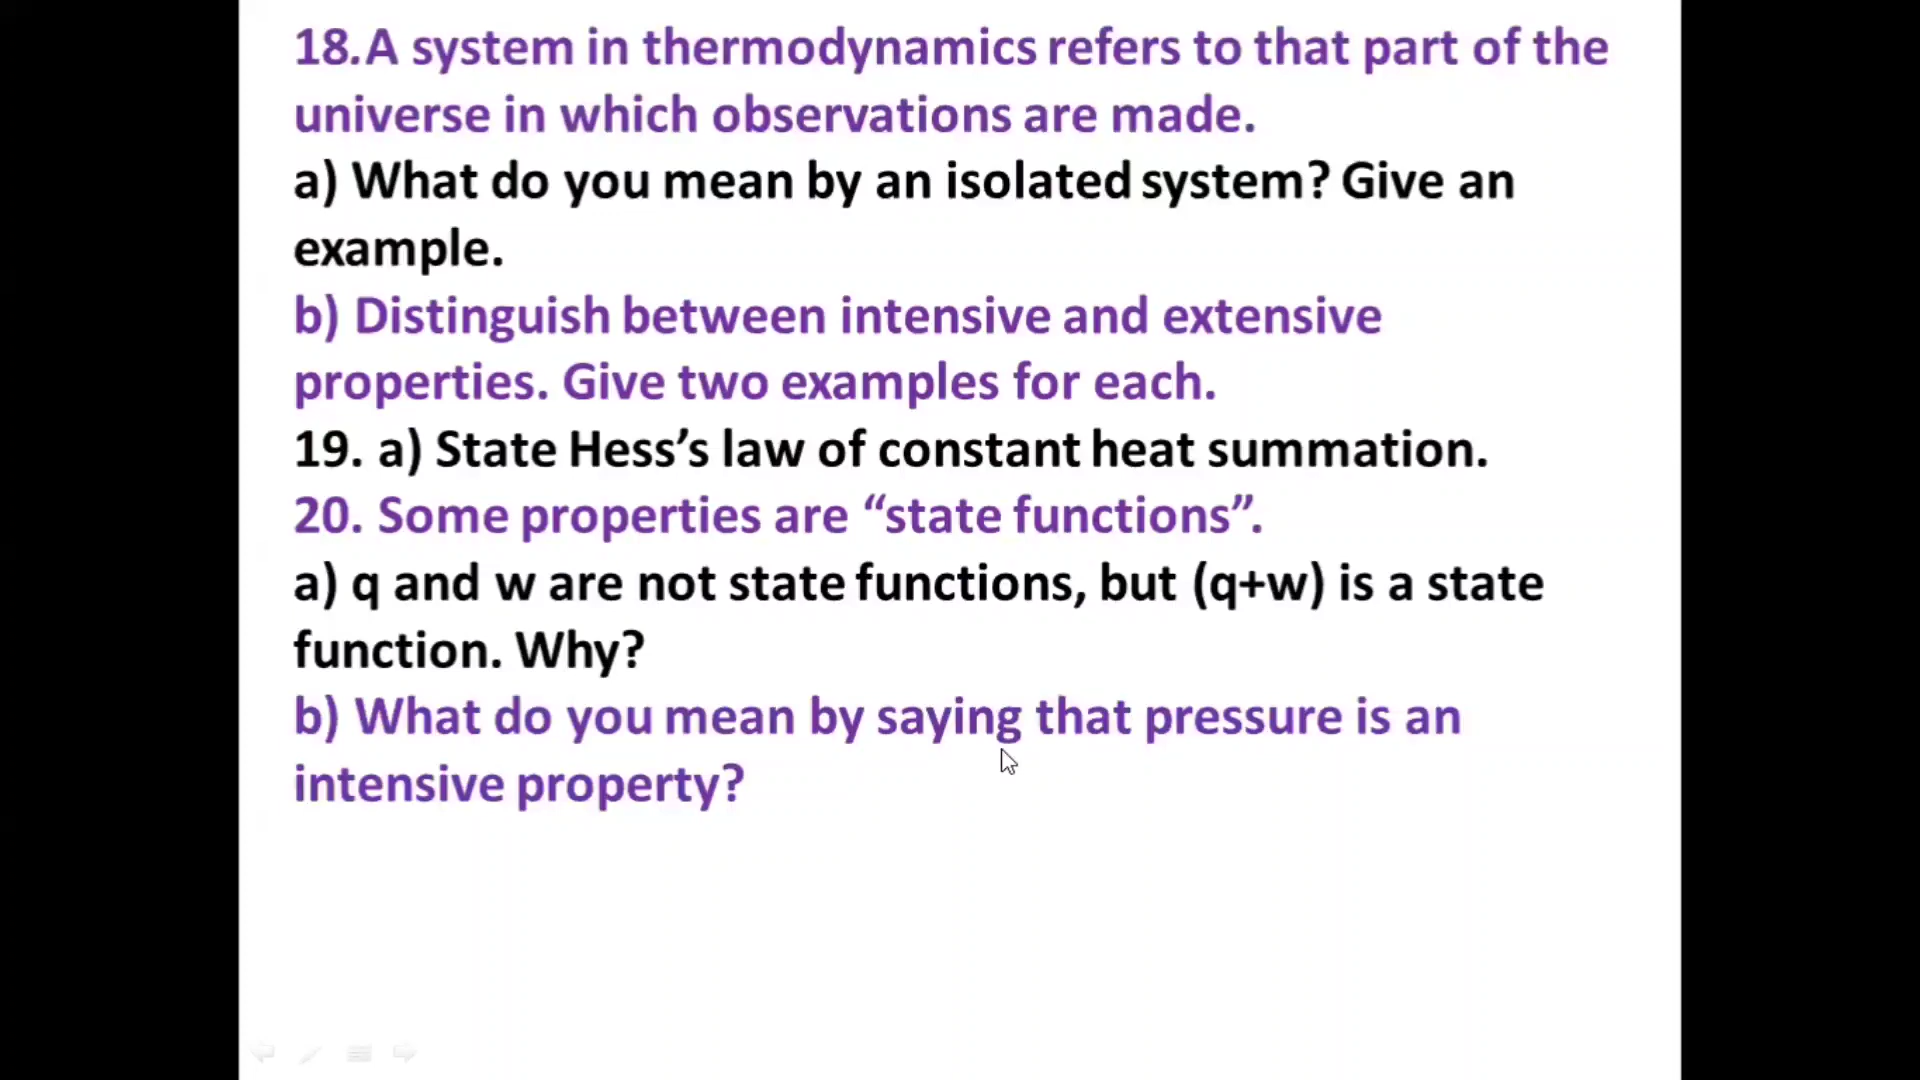 18.A system in thermodynamics refers to that part of the
universe in which observations are made.
a) What do you mean by an isolated system? Give an
example.
b) Distinguish between intensive and extensive
properties. Give two examples for each.
19. a) State Hess’s law of constant heat summation.
20. Some properties are “state functions”.
a) q and w are not state functions, but (q+w) is a state
function. Why?
b) What do you mean by saying that pressure is an
intensive property?